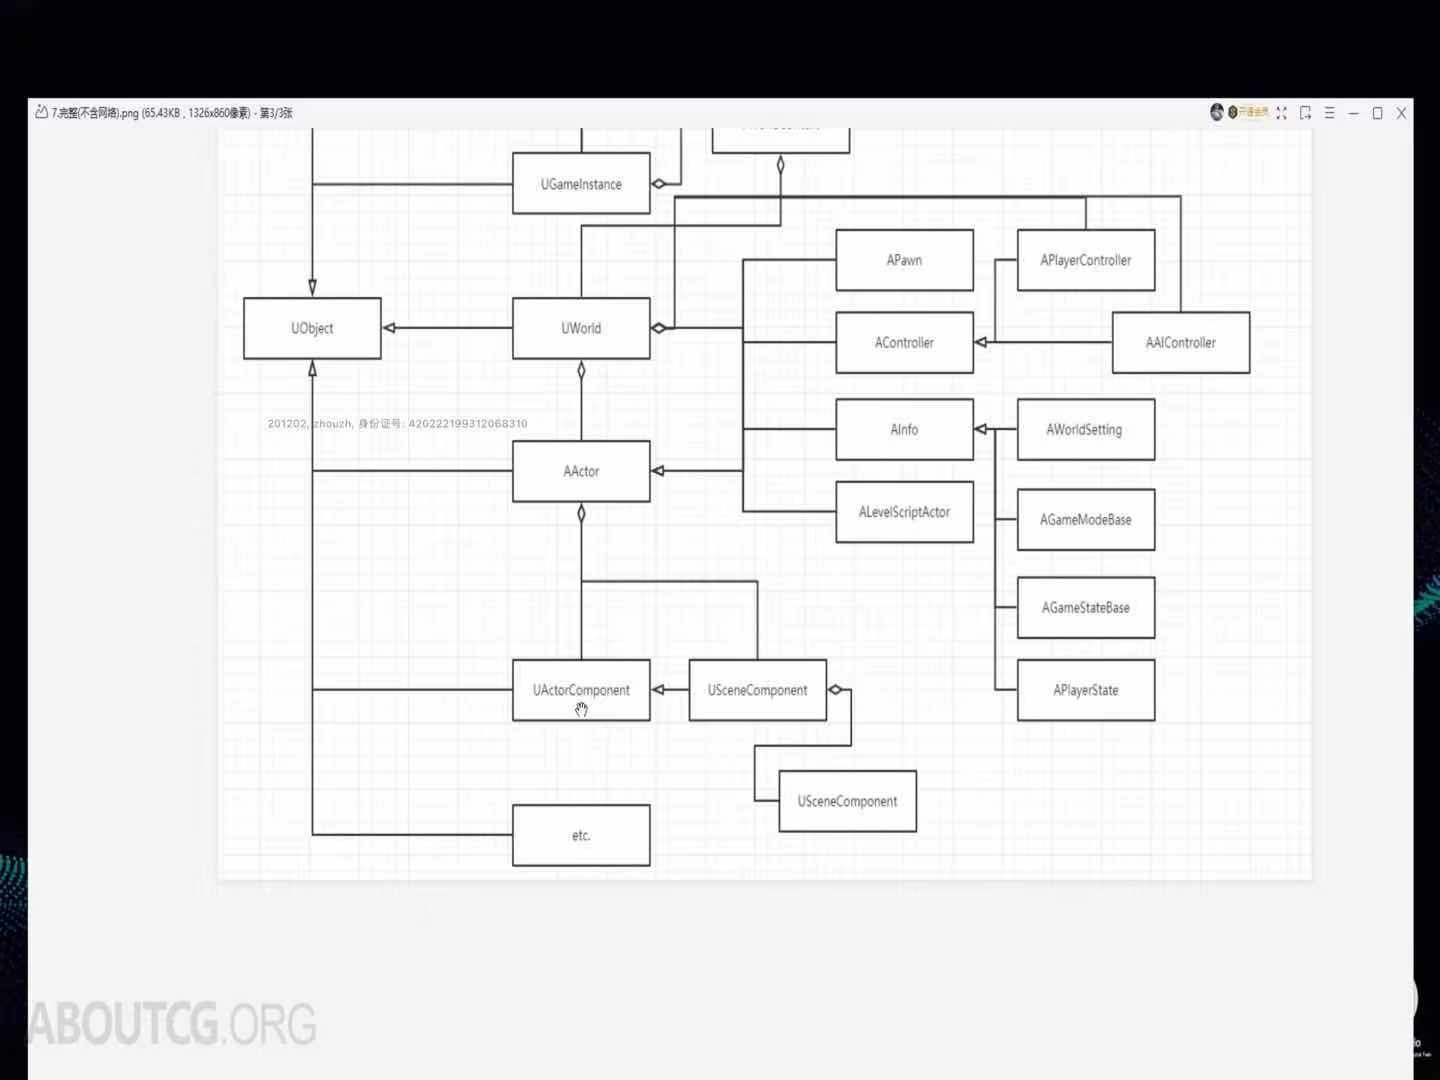 7.完整(不含网络).png (65.43KB , 1326x860像素) - 第3/3张
开通会员
UGameInstance
APawn
APlayerController
UObject
UWorld
AController
AAIController
201202, zhouzh, 身份证号: 420222199312068310
AInfo
AWorldSetting
AActor
ALevelScriptActor
AGameModeBase
AGameStateBase
UActorComponent
USceneComponent
APlayerState
USceneComponent
etc.
ABOUTCG.ORG